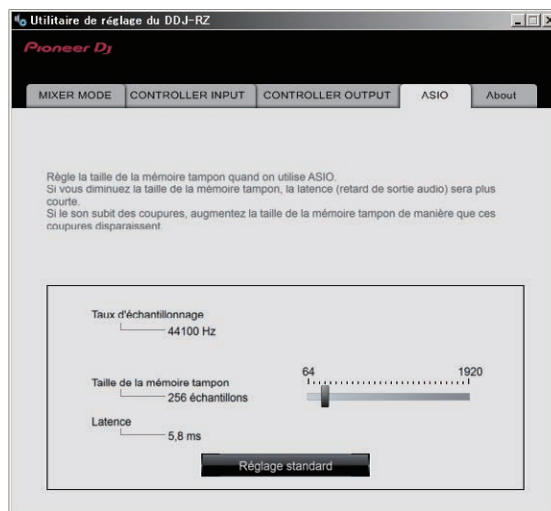 Utilitaire de réglage du DDJ-RZ
Pioneer Dj
MIXER MODE CONTROLLER INPUT CONTROLLER OUTPUT ASIO About
Règle la taille de la mémoire tampon quand on utilise ASIO.
Si vous diminuez la taille de la mémoire tampon, la latence (retard de sortie audio) sera plus
courte.
Si le son subit des coupures, augmentez la taille de la mémoire tampon de manière que ces
coupures disparaissent.
Taux d'échantillonnage
44100 Hz
64 1920
Taille de la mémoire tampon
256 échantillons
Latence
5,8 ms
Réglage standard